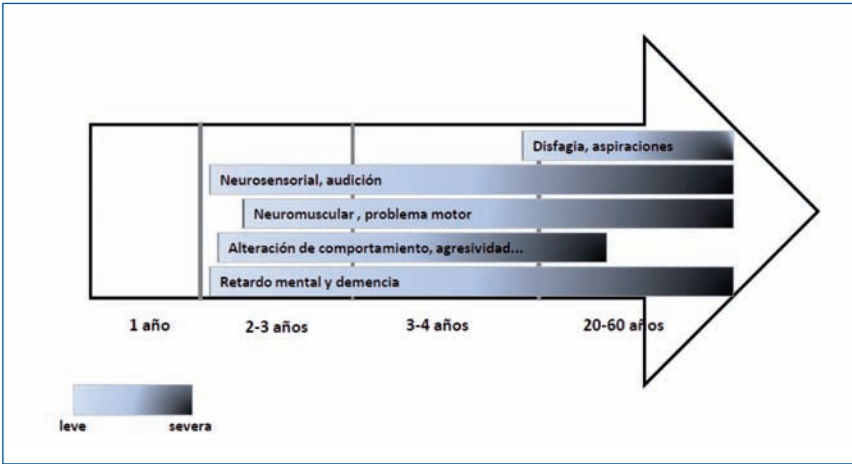 Disfagia, aspiraciones
Neurosensorial, audición
Neuromuscular , problema motor
Alteración de comportamiento, agresividad...
Retardo mental y demencia
1 año 2-3 años 3-4 años 20-60 años
leve severa